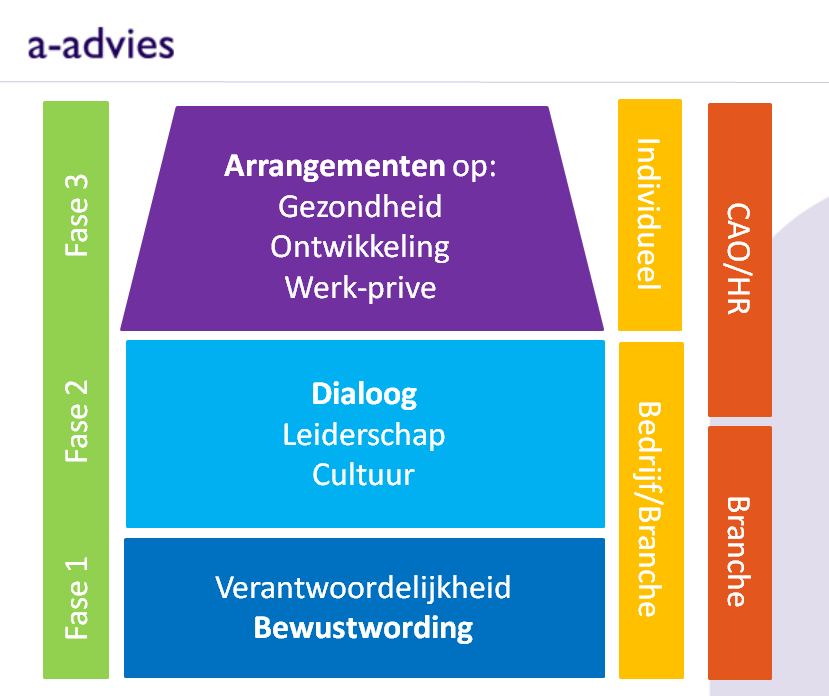 a-advies
Fase 3
Arrangementen op:
Gezondheid
Ontwikkeling
Werk-prive
Individueel
CAO/HR
Fase 2
Dialoog
Leiderschap
Cultuur
Bedrijf/Branche
Branche
Fase 1
Verantwoordelijkheid
Bewustwording